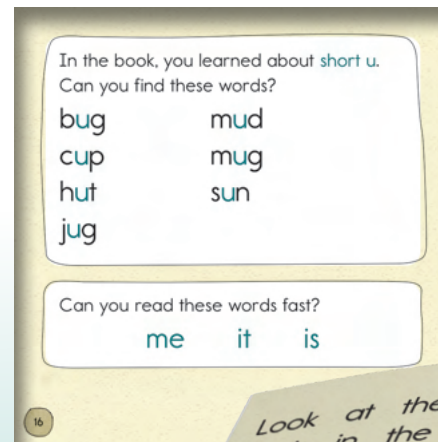 In the book, you learned about short u.
Can you find these words?
bug mud
cup mug
hut sun
jug
Can you read these words fast?
me it is
16
Look at the
in the